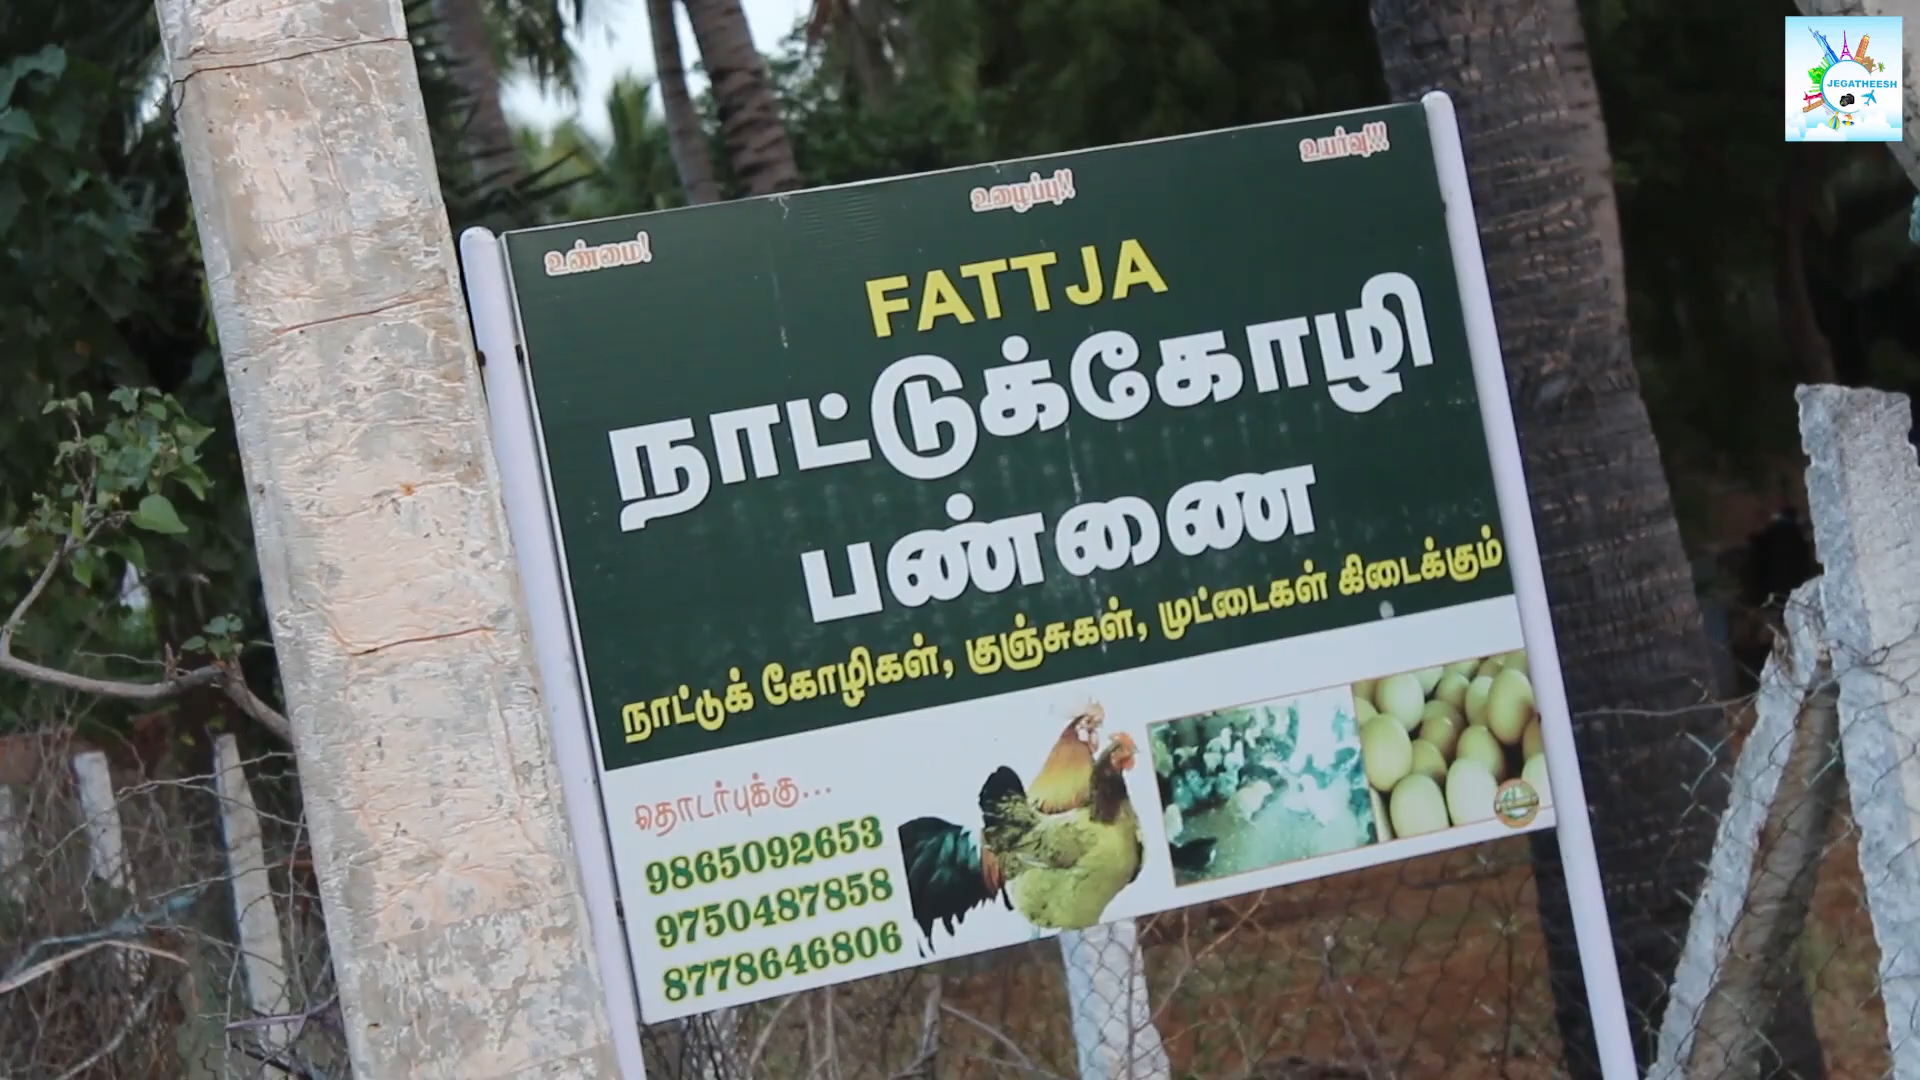 JEGATHEESH
உண்மை! உழைப்பு!! உயர்வு!!!
FATTJA
நாட்டுக்கோழி
பண்ணை
நாட்டுக் கோழிகள், குஞ்சுகள், முட்டைகள் கிடைக்கும்
தொடர்புக்கு...
9865092653
9750487858
8778646806